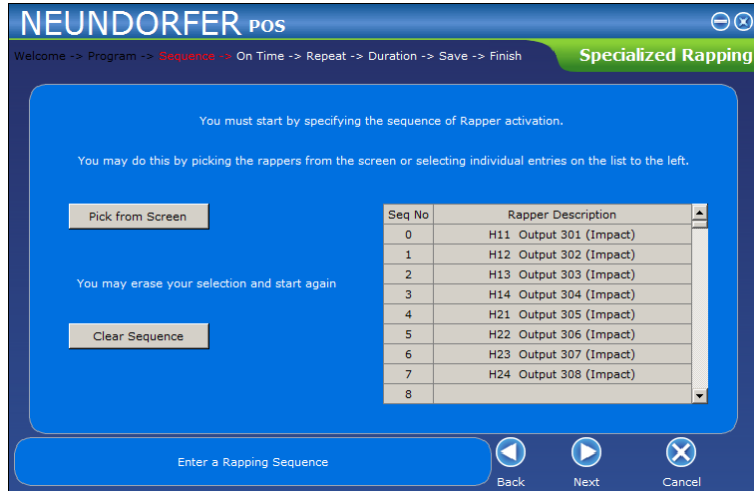 NEUNDORFER POS
Welcome -> Program -> Sequence -> On Time -> Repeat -> Duration -> Save -> Finish
Specialized Rapping
You must start by specifying the sequence of Rapper activation.
You may do this by picking the rappers from the screen or selecting individual entries on the list to the left.
Pick from Screen
You may erase your selection and start again
Clear Sequence
Seq No Rapper Description
0 H11 Output 301 (Impact)
1 H12 Output 302 (Impact)
2 H13 Output 303 (Impact)
3 H14 Output 304 (Impact)
4 H21 Output 305 (Impact)
5 H22 Output 306 (Impact)
6 H23 Output 307 (Impact)
7 H24 Output 308 (Impact)
8
Enter a Rapping Sequence
Back Next Cancel